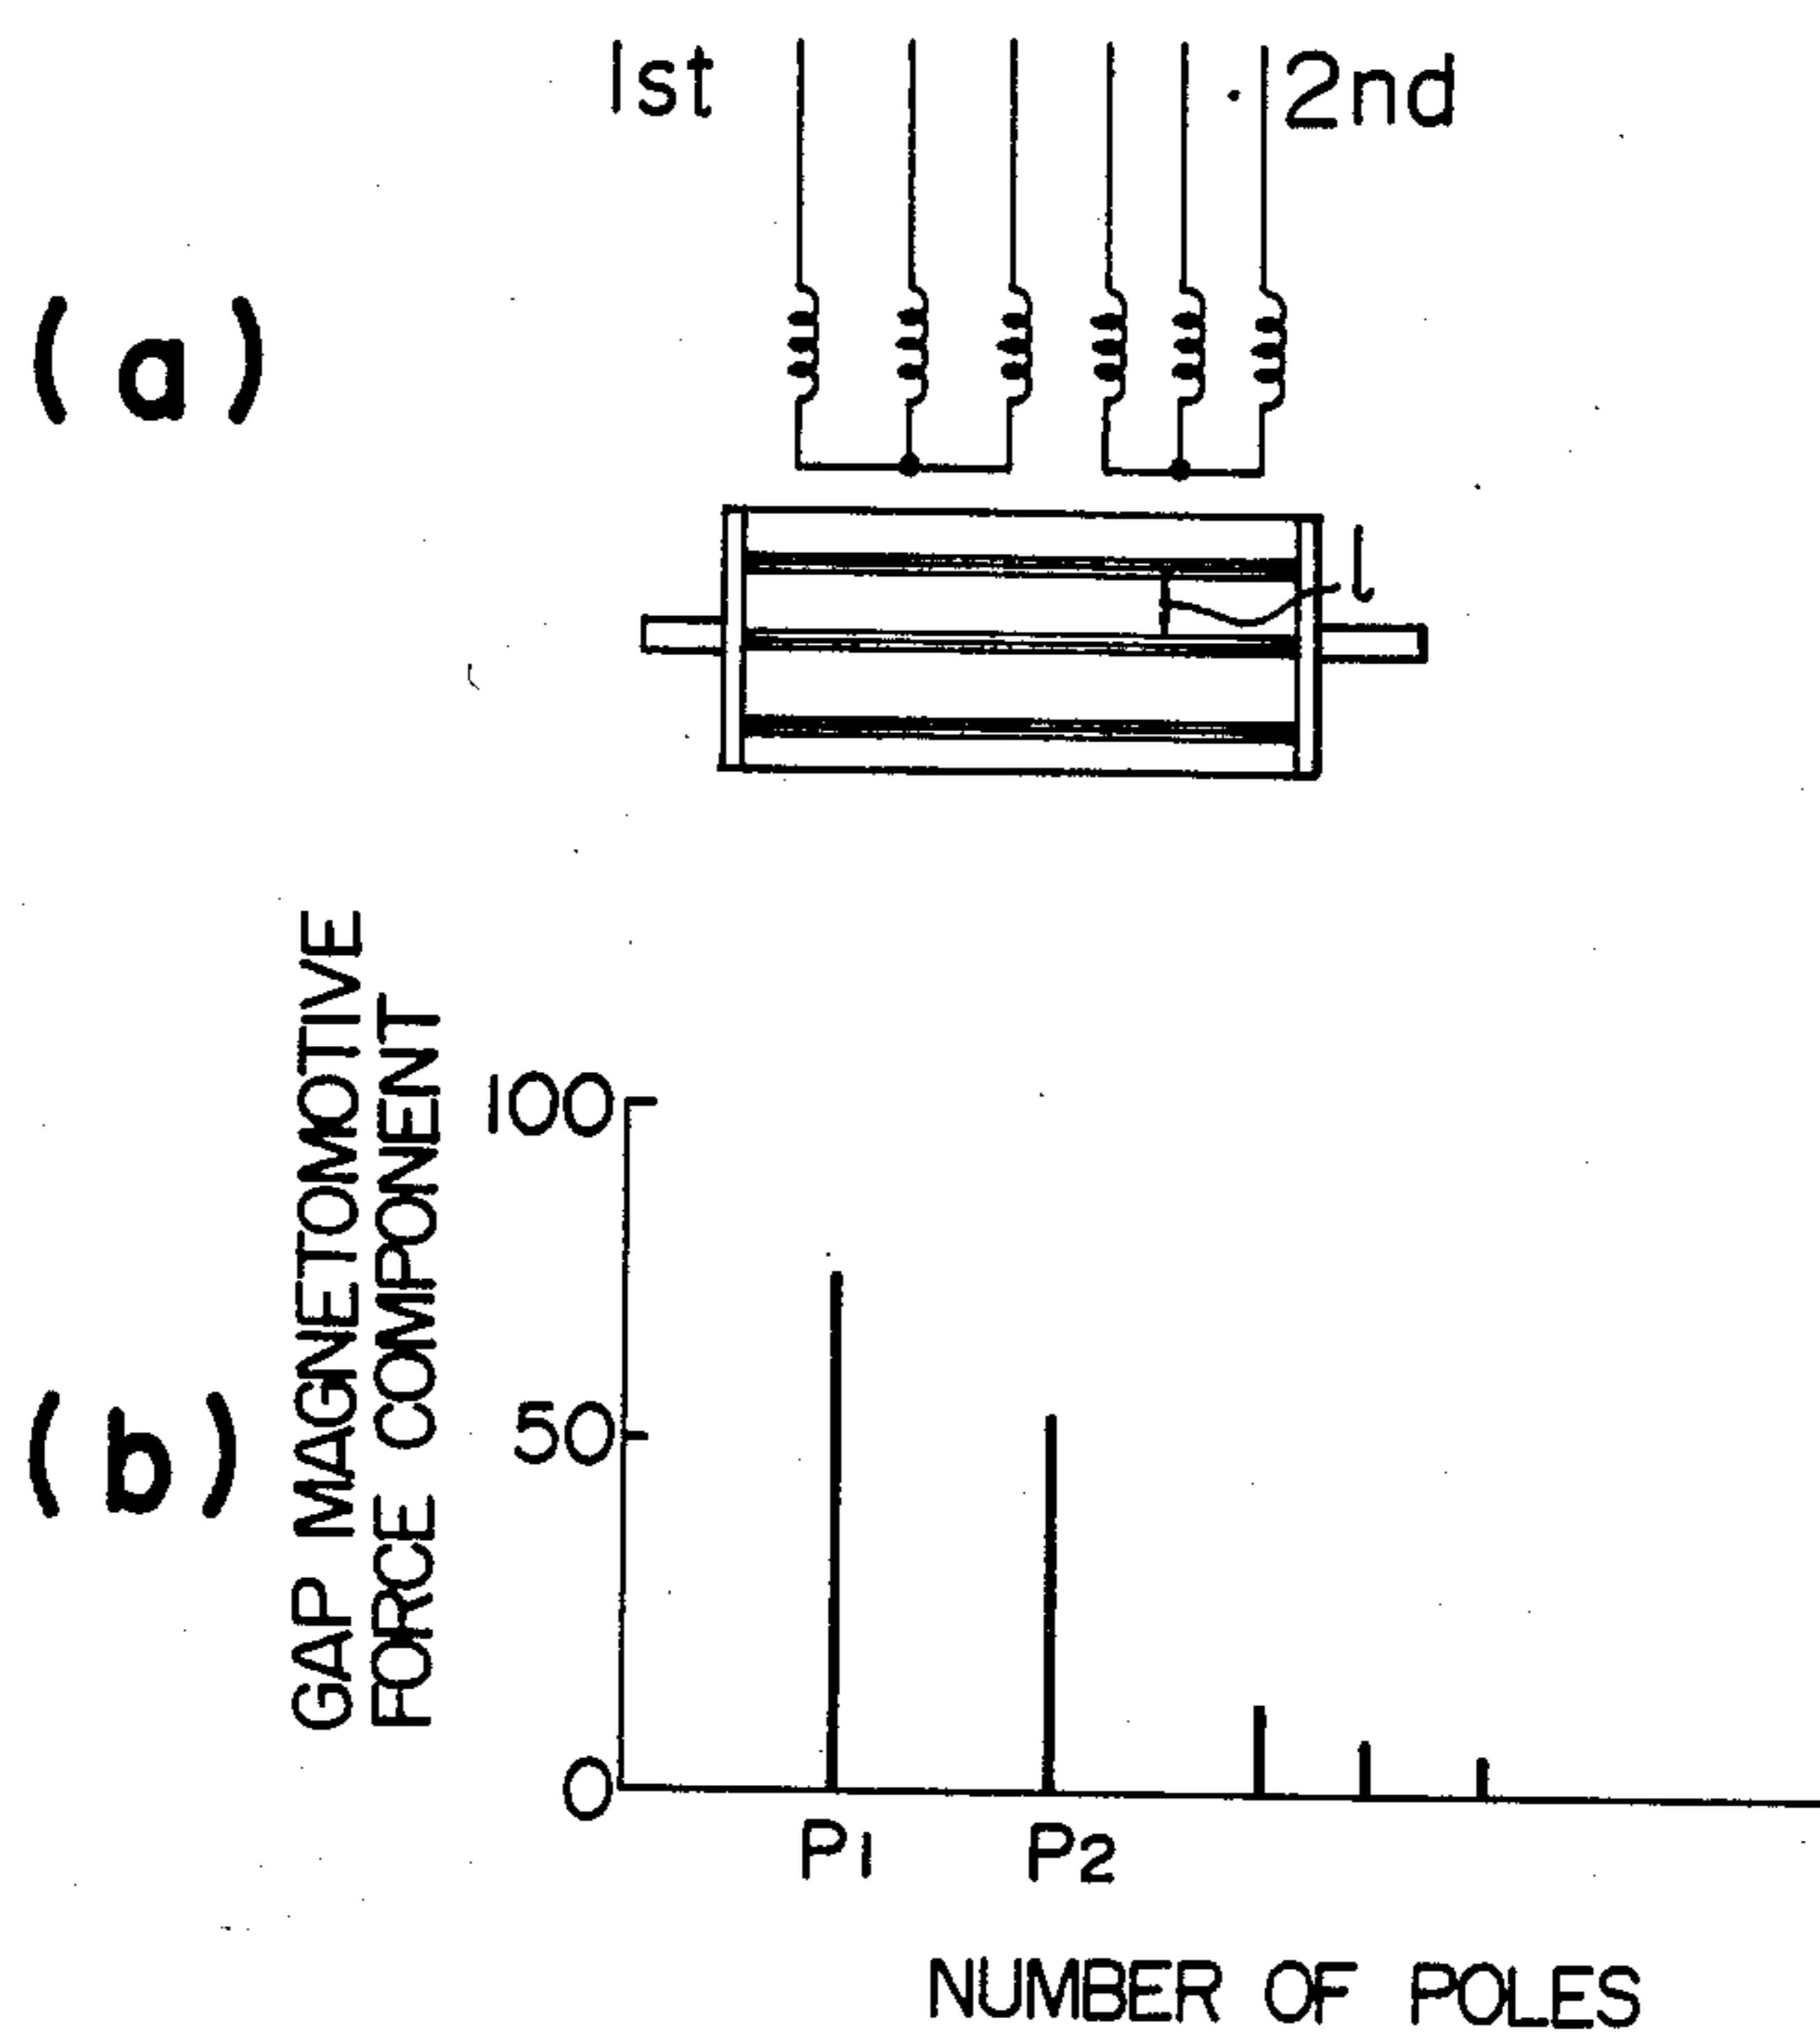 1st
2nd
(a)
l
(b)
GAP MAGNETOMOTIVE
FORCE COMPONENT
100
50
0
P1
P2
NUMBER OF POLES